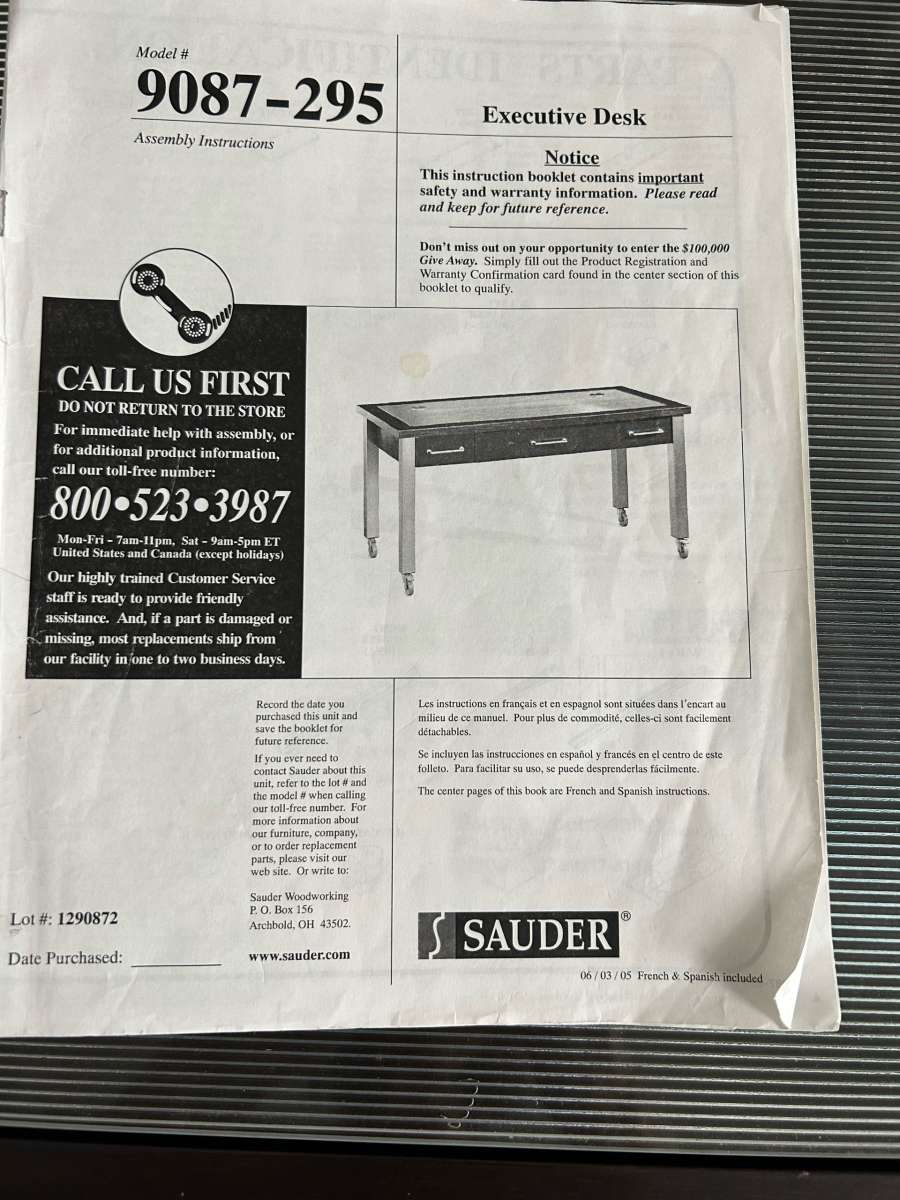 Model #
9087-295
Assembly Instructions
Executive Desk
Notice
This instruction booklet contains important
safety and warranty information. Please read
and keep for future reference.
Don't miss out on your opportunity to enter the $100,000
Give Away. Simply fill out the Product Registration and
Warranty Confirmation card found in the center section of this
booklet to qualify.
CALL US FIRST
DO NOT RETURN TO THE STORE
For immediate help with assembly, or
for additional product information,
call our toll-free number:
800•523•3987
Mon-Fri - 7am-11pm, Sat - 9am-5pm ET
United States and Canada (except holidays)
Our highly trained Customer Service
staff is ready to provide friendly
assistance. And, if a part is damaged or
missing, most replacements ship from
our facility in one to two business days.
Record the date you
purchased this unit and
save the booklet for
future reference.
If you ever need to
contact Sauder about this
unit, refer to the lot # and
the model # when calling
our toll-free number. For
more information about
our furniture, company,
or to order replacement
parts, please visit our
web site. Or write to:
Sauder Woodworking
P. O. Box 156
Archbold, OH 43502.
www.sauder.com
Lot #: 1290872
Date Purchased:
Les instructions en français et en espagnol sont situées dans l'encart au
milieu de ce manuel. Pour plus de commodité, celles-ci sont facilement
détachables.
Se incluyen las instrucciones en español y francés en el centro de este
folleto. Para facilitar su uso, se puede desprenderlas fácilmente.
The center pages of this book are French and Spanish instructions.
SAUDER®
06 / 03 / 05 French & Spanish included